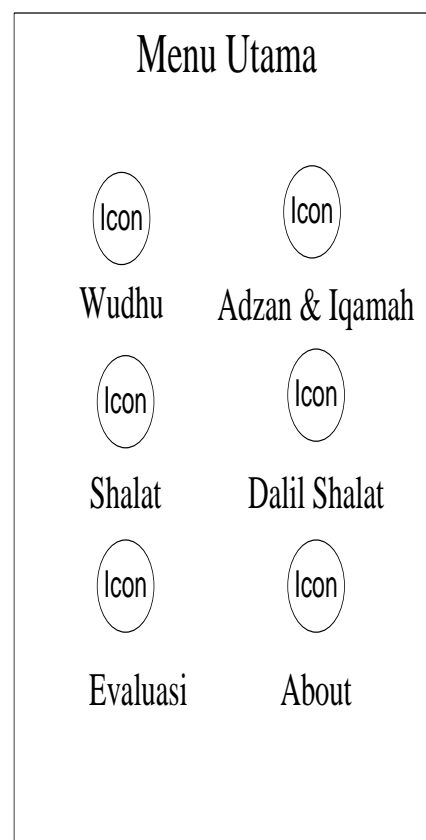 Menu Utama
Icon Icon
Wudhu Adzan & Iqamah
Icon Icon
Shalat Dalil Shalat
Icon Icon
Evaluasi About